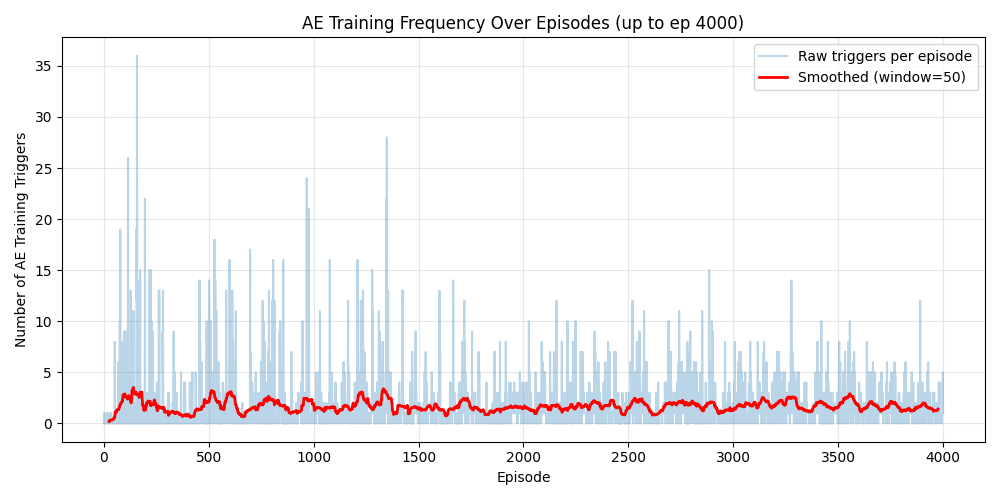 AE Training Frequency Over Episodes (up to ep 4000)
Raw triggers per episode
Smoothed (window=50)
Number of AE Training Triggers
35
30
25
20
15
10
5
0
0 500 1000 1500 2000 2500 3000 3500 4000
Episode